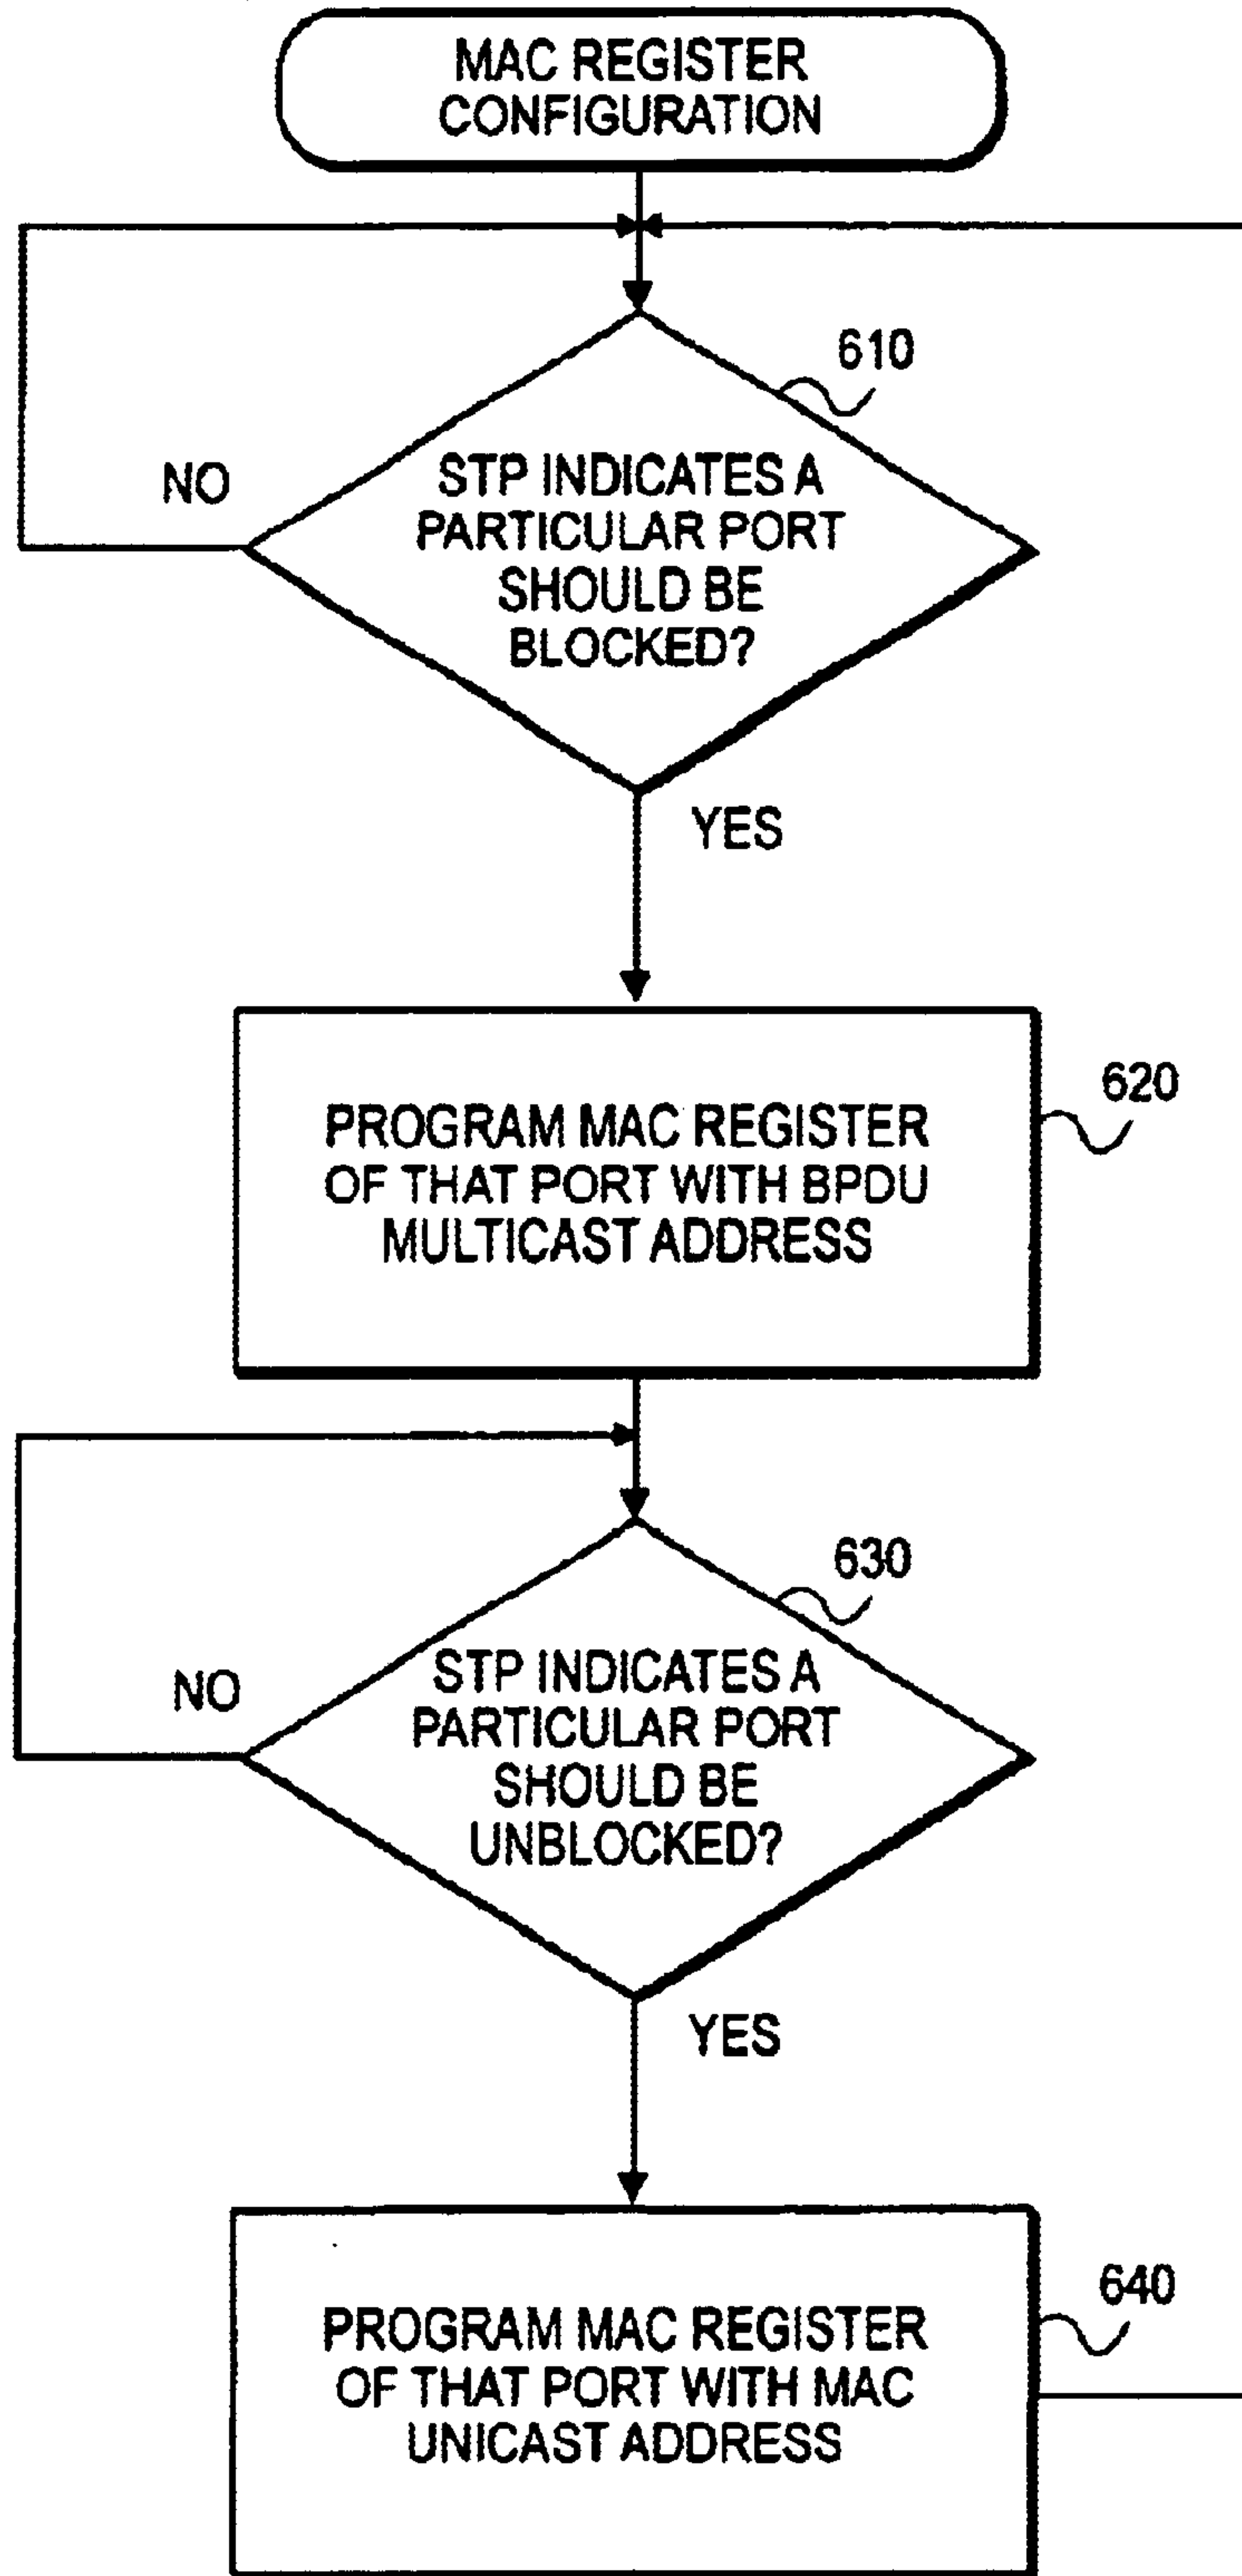 MAC REGISTER
CONFIGURATION
610
NO
STP INDICATES A
PARTICULAR PORT
SHOULD BE
BLOCKED?
YES
620
PROGRAM MAC REGISTER
OF THAT PORT WITH BPDU
MULTICAST ADDRESS
630
NO
STP INDICATES A
PARTICULAR PORT
SHOULD BE
UNBLOCKED?
YES
640
PROGRAM MAC REGISTER
OF THAT PORT WITH MAC
UNICAST ADDRESS